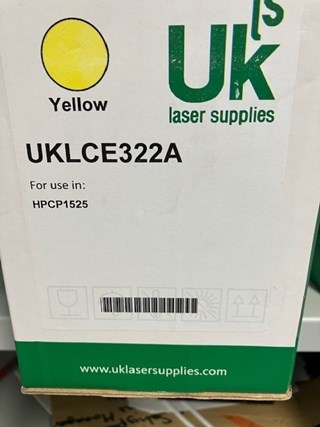 ls
Uk
laser supplies
Yellow
UKLCE322A
For use in:
HPCP1525
www.uklasersupplies.com